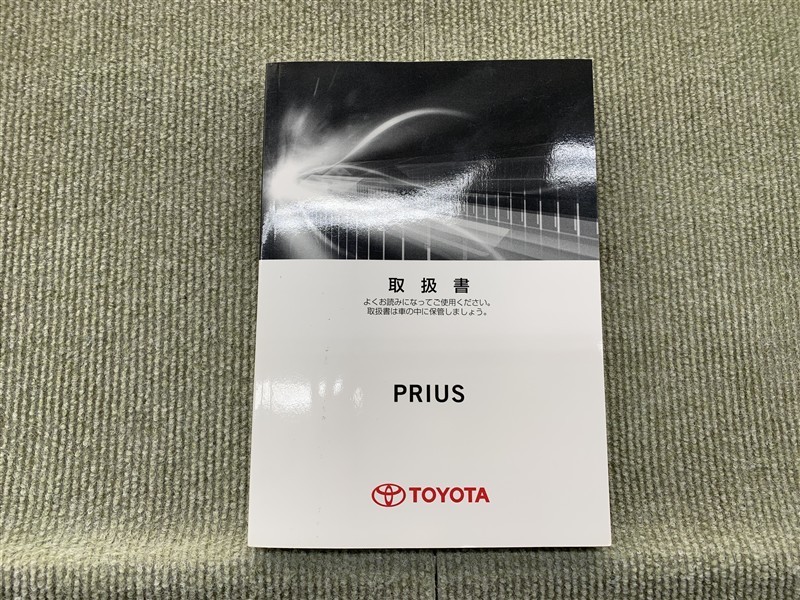 取扱書
よくお読みになってご使用ください。
取扱書は車の中に保管しましょう。
PRIUS
TOYOTA